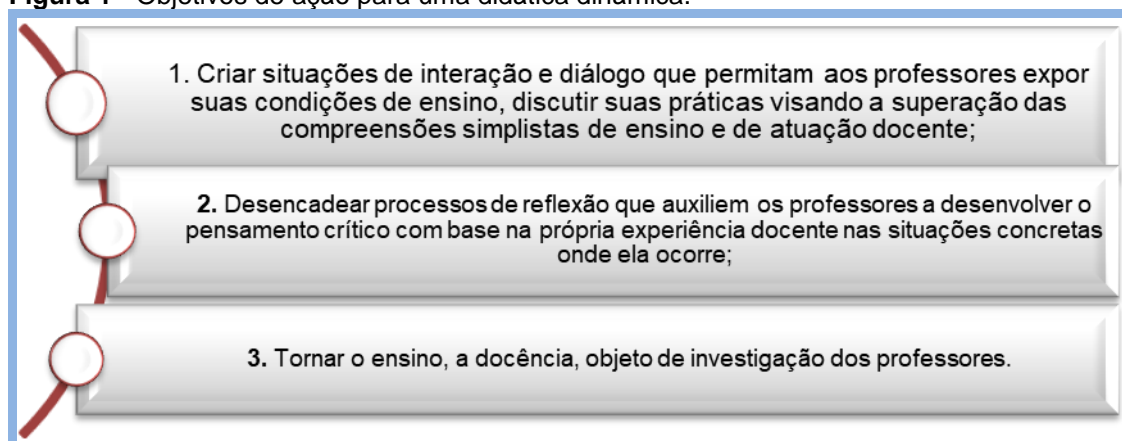 Figura 1 - Objetivos de ação para uma didática dinâmica.
1. Criar situações de interação e diálogo que permitam aos professores expor
suas condições de ensino, discutir suas práticas visando a superação das
compreensões simplistas de ensino e de atuação docente;
2. Desencadear processos de reflexão que auxiliem os professores a desenvolver o
pensamento crítico com base na própria experiência docente nas situações concretas
onde ela ocorre;
3. Tornar o ensino, a docência, objeto de investigação dos professores.